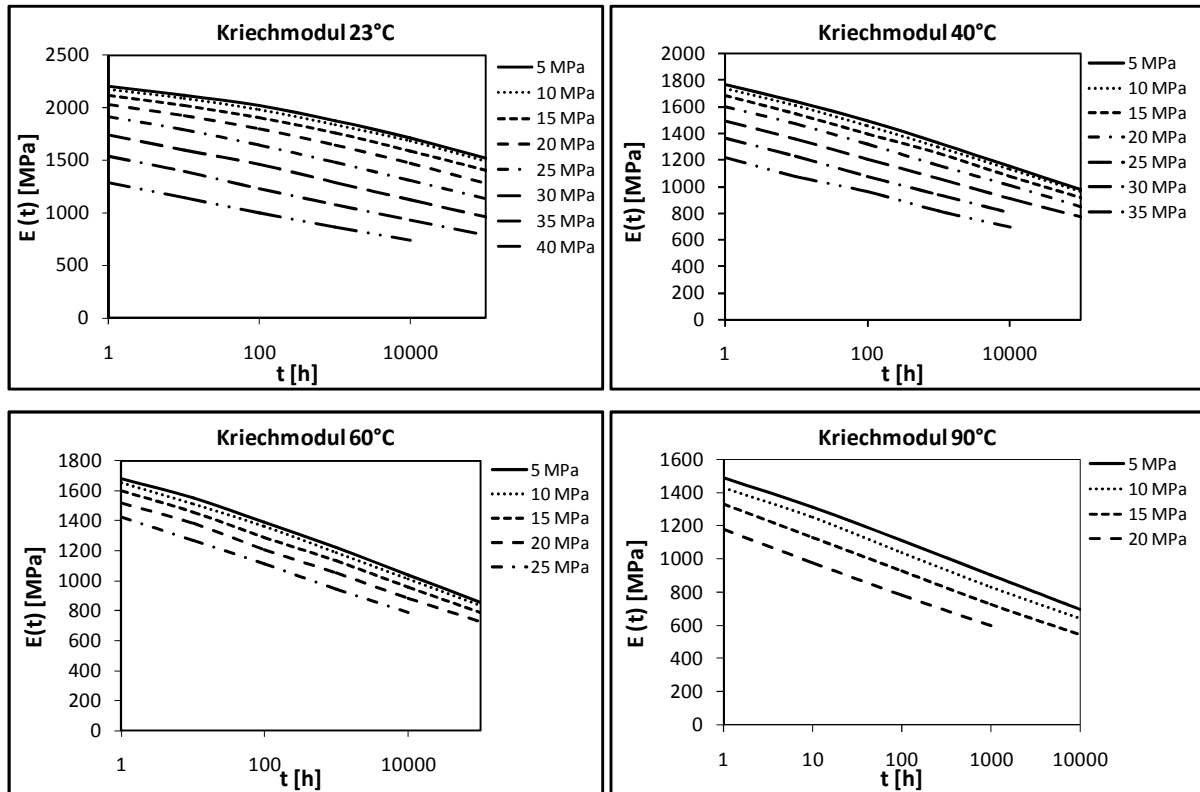 Kriechmodul 23°C
E (t) [MPa]
2500
2000
1500
1000
500
0
1
100
10000
t [h]
5 MPa
10 MPa
15 MPa
20 MPa
25 MPa
30 MPa
35 MPa
40 MPa
Kriechmodul 40°C
E(t) [MPa]
2000
1800
1600
1400
1200
1000
800
600
400
200
0
1
100
10000
t [h]
5 MPa
10 MPa
15 MPa
20 MPa
25 MPa
30 MPa
35 MPa
Kriechmodul 60°C
E(t) [MPa]
1800
1600
1400
1200
1000
800
600
400
200
0
1
100
10000
t [h]
5 MPa
10 MPa
15 MPa
20 MPa
25 MPa
Kriechmodul 90°C
E (t) [MPa]
1600
1400
1200
1000
800
600
400
200
0
1
10
100
1000
10000
t [h]
5 MPa
10 MPa
15 MPa
20 MPa